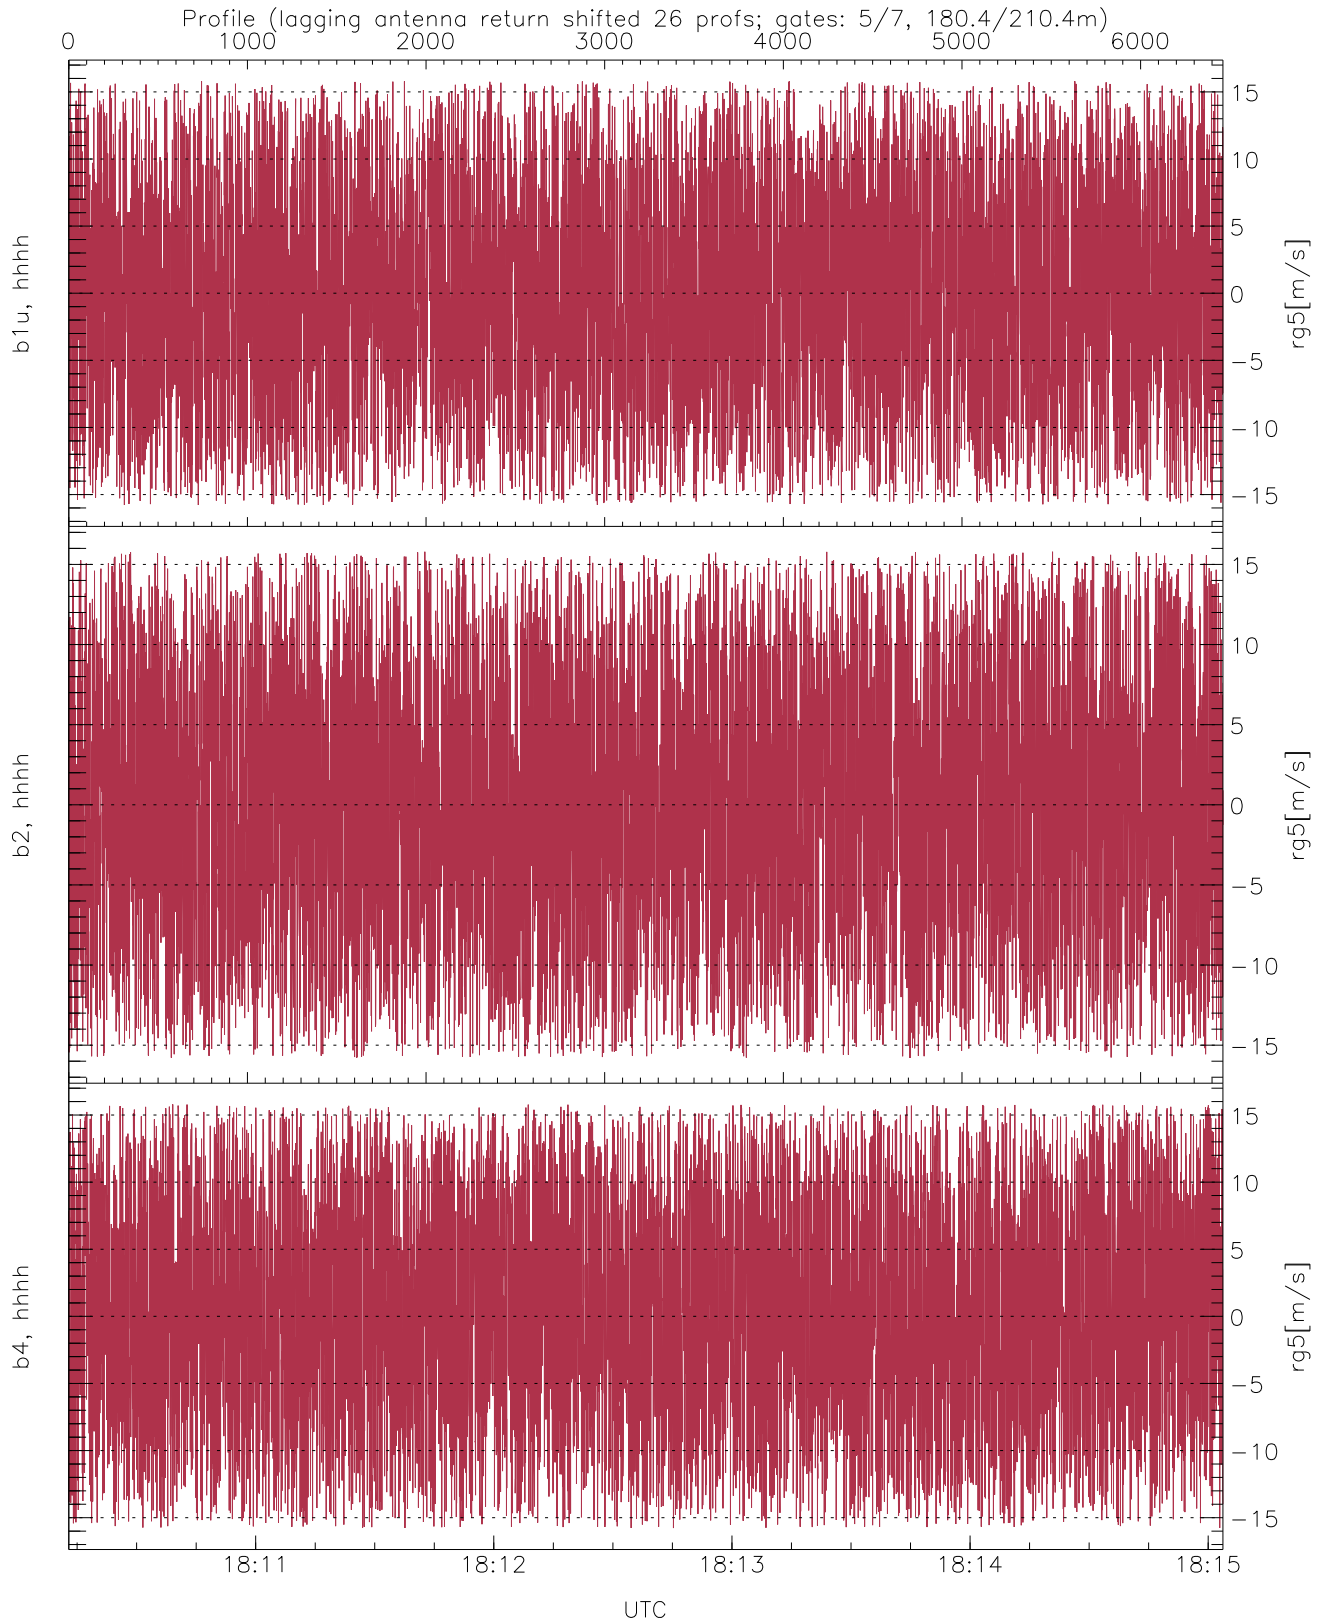 Profile (lagging antenna return shifted 26 profs; gates: 5/7, 180.4/210.4m)
0 1000 2000 3000 4000 5000 6000
b1u, hhhh
15
10
5
0
-5
-10
-15
rg5[m/s]
b2, hhhh
15
10
5
0
-5
-10
-15
rg5[m/s]
b4, hhhh
15
10
5
0
-5
-10
-15
rg5[m/s]
18:11 18:12 18:13 18:14 18:15
UTC